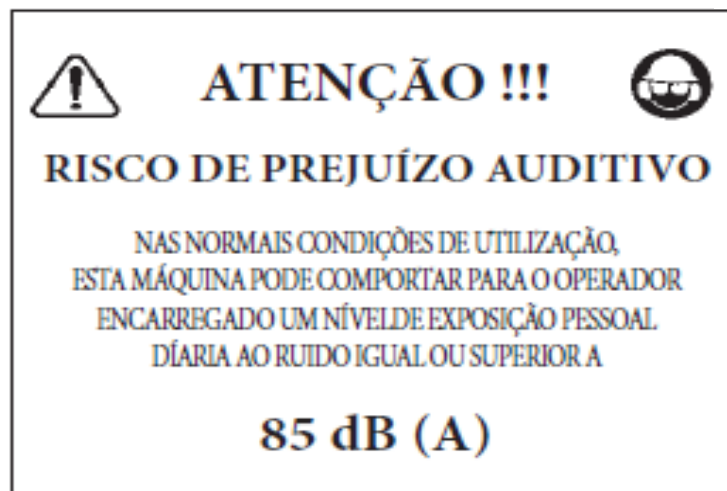 ATENÇÃO !!!
RISCO DE PREJUÍZO AUDITIVO
NAS NORMAIS CONDIÇÕES DE UTILIZAÇÃO,
ESTA MÁQUINA PODE COMPORTAR PARA O OPERADOR
ENCARREGADO UM NÍVELDE EXPOSIÇÃO PESSOAL
DÍARIA AO RUIDO IGUAL OU SUPERIOR A
85 dB (A)